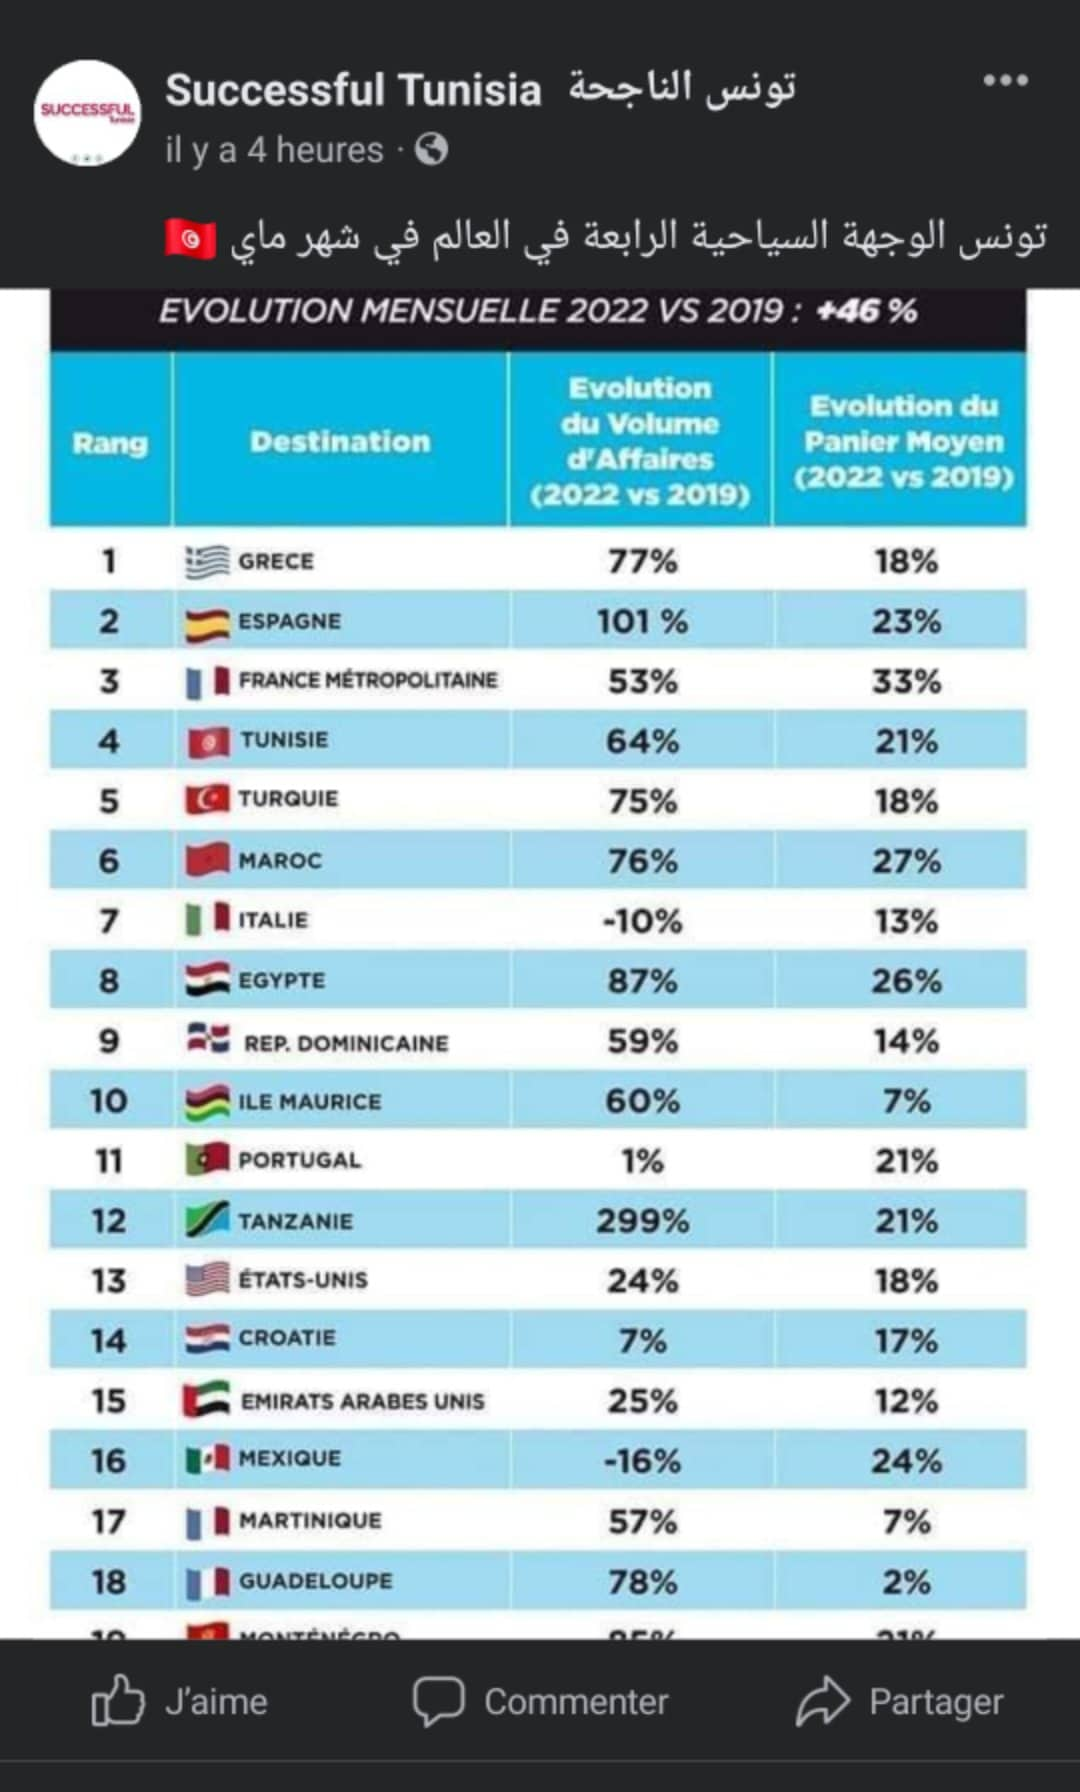 Successful Tunisia تونس الناجحة
SUCCESSFUL
Tunisia
il y a 4 heures ·
تونس الوجهة السياحية الرابعة في العالم في شهر ماي 🇹🇳
EVOLUTION MENSUELLE 2022 VS 2019 : +46 %
Rang
Destination
Evolution
du Volume
d'Affaires
(2022 vs 2019)
Evolution du
Panier Moyen
(2022 vs 2019)
1 GRECE 77% 18%
2 ESPAGNE 101 % 23%
3 FRANCE MÉTROPOLITAINE 53% 33%
4 TUNISIE 64% 21%
5 TURQUIE 75% 18%
6 MAROC 76% 27%
7 ITALIE -10% 13%
8 EGYPTE 87% 26%
9 REP. DOMINICAINE 59% 14%
10 ILE MAURICE 60% 7%
11 PORTUGAL 1% 21%
12 TANZANIE 299% 21%
13 ÉTATS-UNIS 24% 18%
14 CROATIE 7% 17%
15 EMIRATS ARABES UNIS 25% 12%
16 MEXIQUE -16% 24%
17 MARTINIQUE 57% 7%
18 GUADELOUPE 78% 2%
19 MONTÉNÉGRO
J'aime
Commenter
Partager